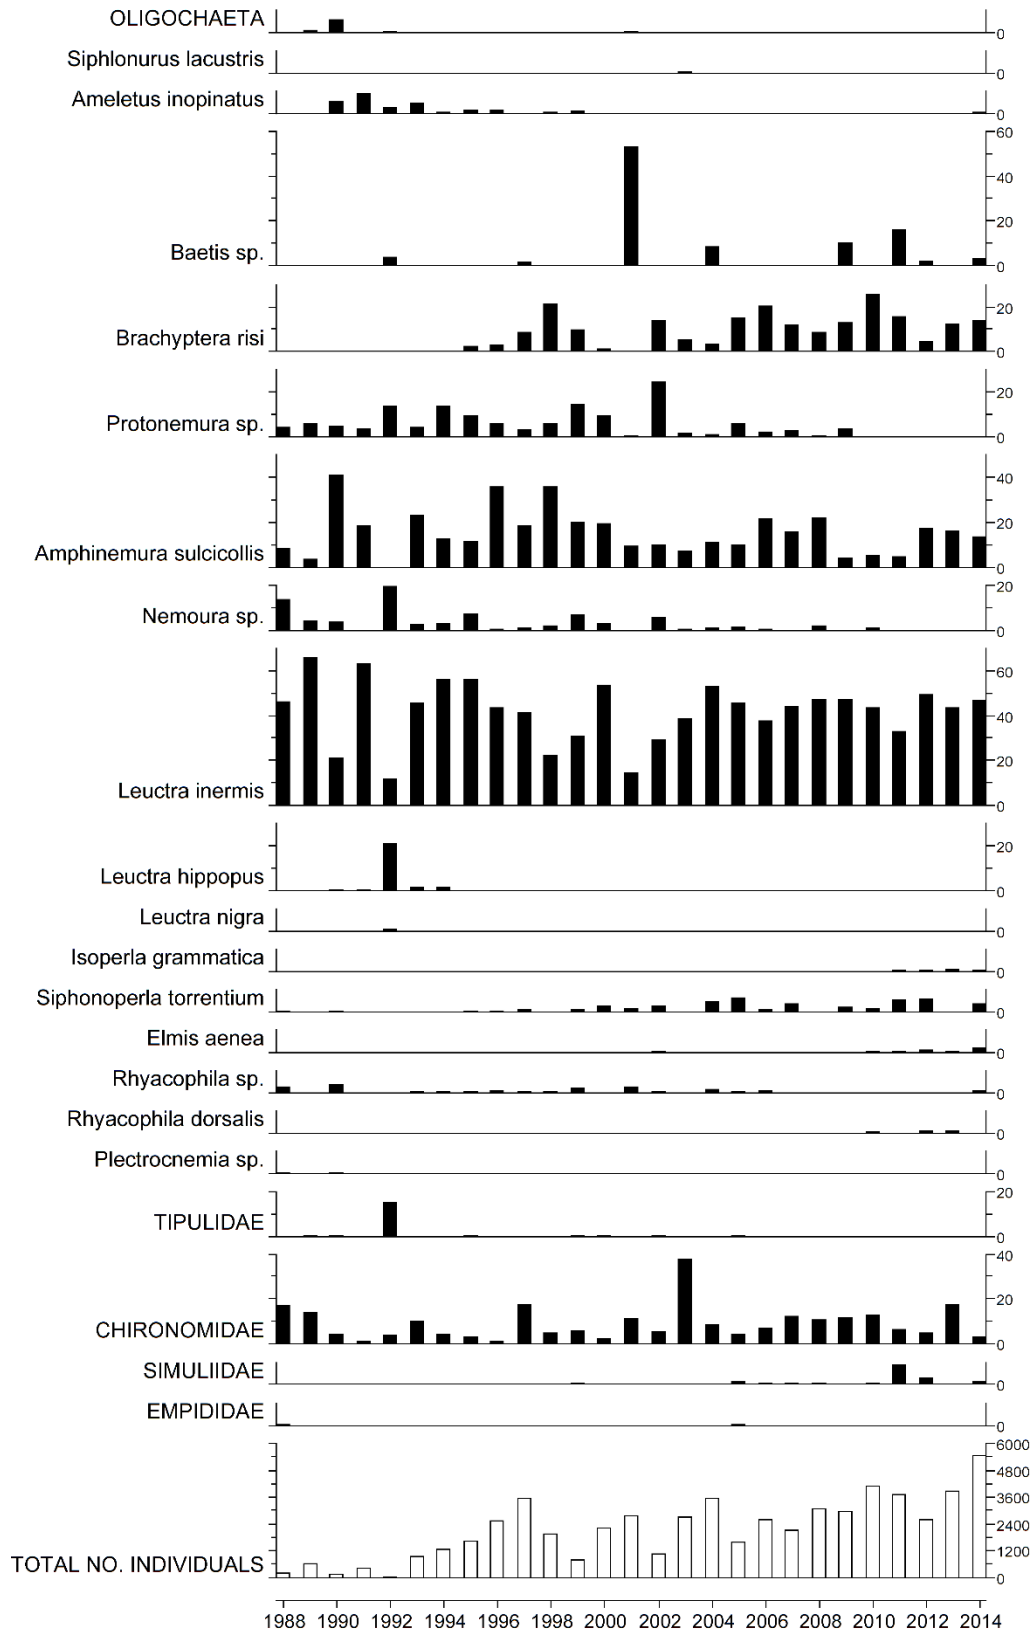 OLIGOCHAETA
0
Siphlonurus lacustris
0
Ameletus inopinatus
0
60
40
20
Baetis sp.
0
20
Brachyptera risi
0
20
Protonemura sp.
0
40
20
Amphinemura sulcicollis
0
20
Nemoura sp.
0
60
40
20
Leuctra inermis
0
20
Leuctra hippopus
0
Leuctra nigra
0
Isoperla grammatica
0
Siphonoperla torrentium
0
Elmis aenea
0
Rhyacophila sp.
0
Rhyacophila dorsalis
0
Plectrocnemia sp.
0
20
TIPULIDAE
0
40
20
CHIRONOMIDAE
0
SIMULIIDAE
0
EMPIDIDAE
0
6000
4800
3600
2400
1200
TOTAL NO. INDIVIDUALS
0
1988 1990 1992 1994 1996 1998 2000 2002 2004 2006 2008 2010 2012 2014